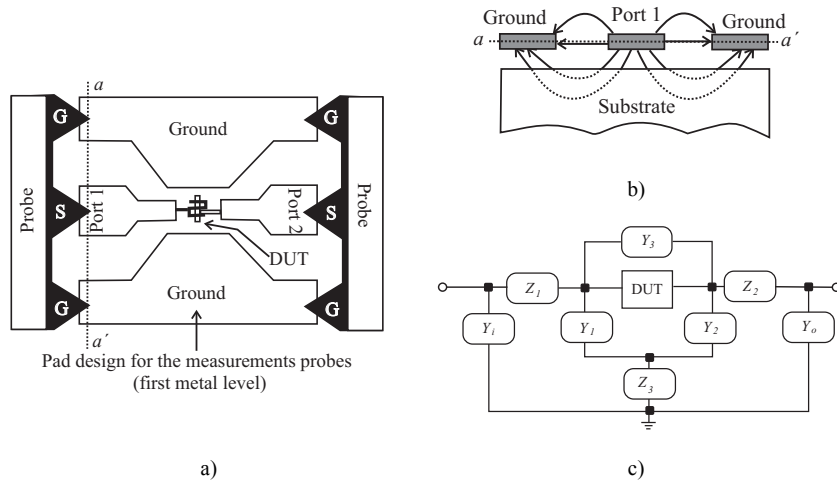 a
G
Ground
G
Probe
S
Port 1
Port 2
S
Probe
DUT
G
Ground
G
a´
Pad design for the measurements probes
(first metal level)
a)
Ground
Port 1
Ground
a
a´
Substrate
b)
Y3
Z1
DUT
Z2
Yi
Y1
Y2
Yo
Z3
c)